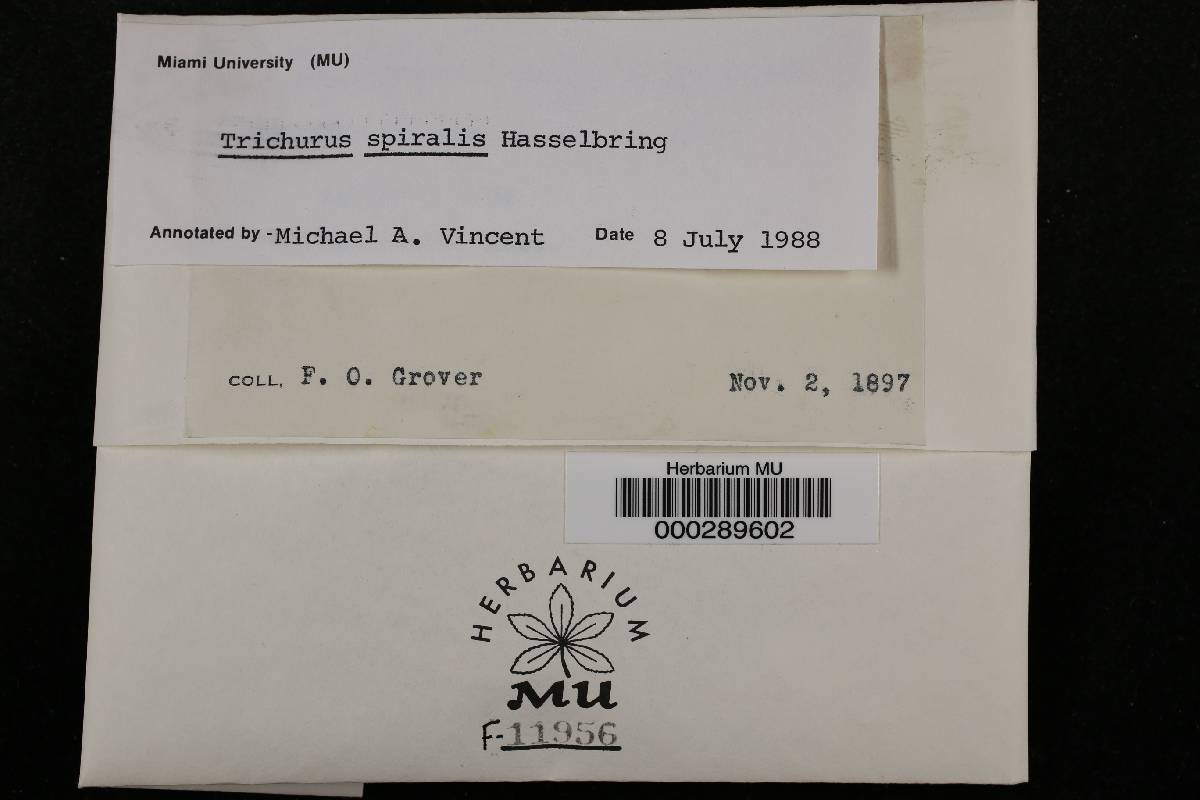 Miami University (MU)
Trichurus spiralis Hasselbring
Annotated by - Michael A. Vincent Date 8 July 1988
COLL. F. O. Grover Nov. 2, 1897
Herbarium MU
000289602
HERBARIUM
MU
F-11956